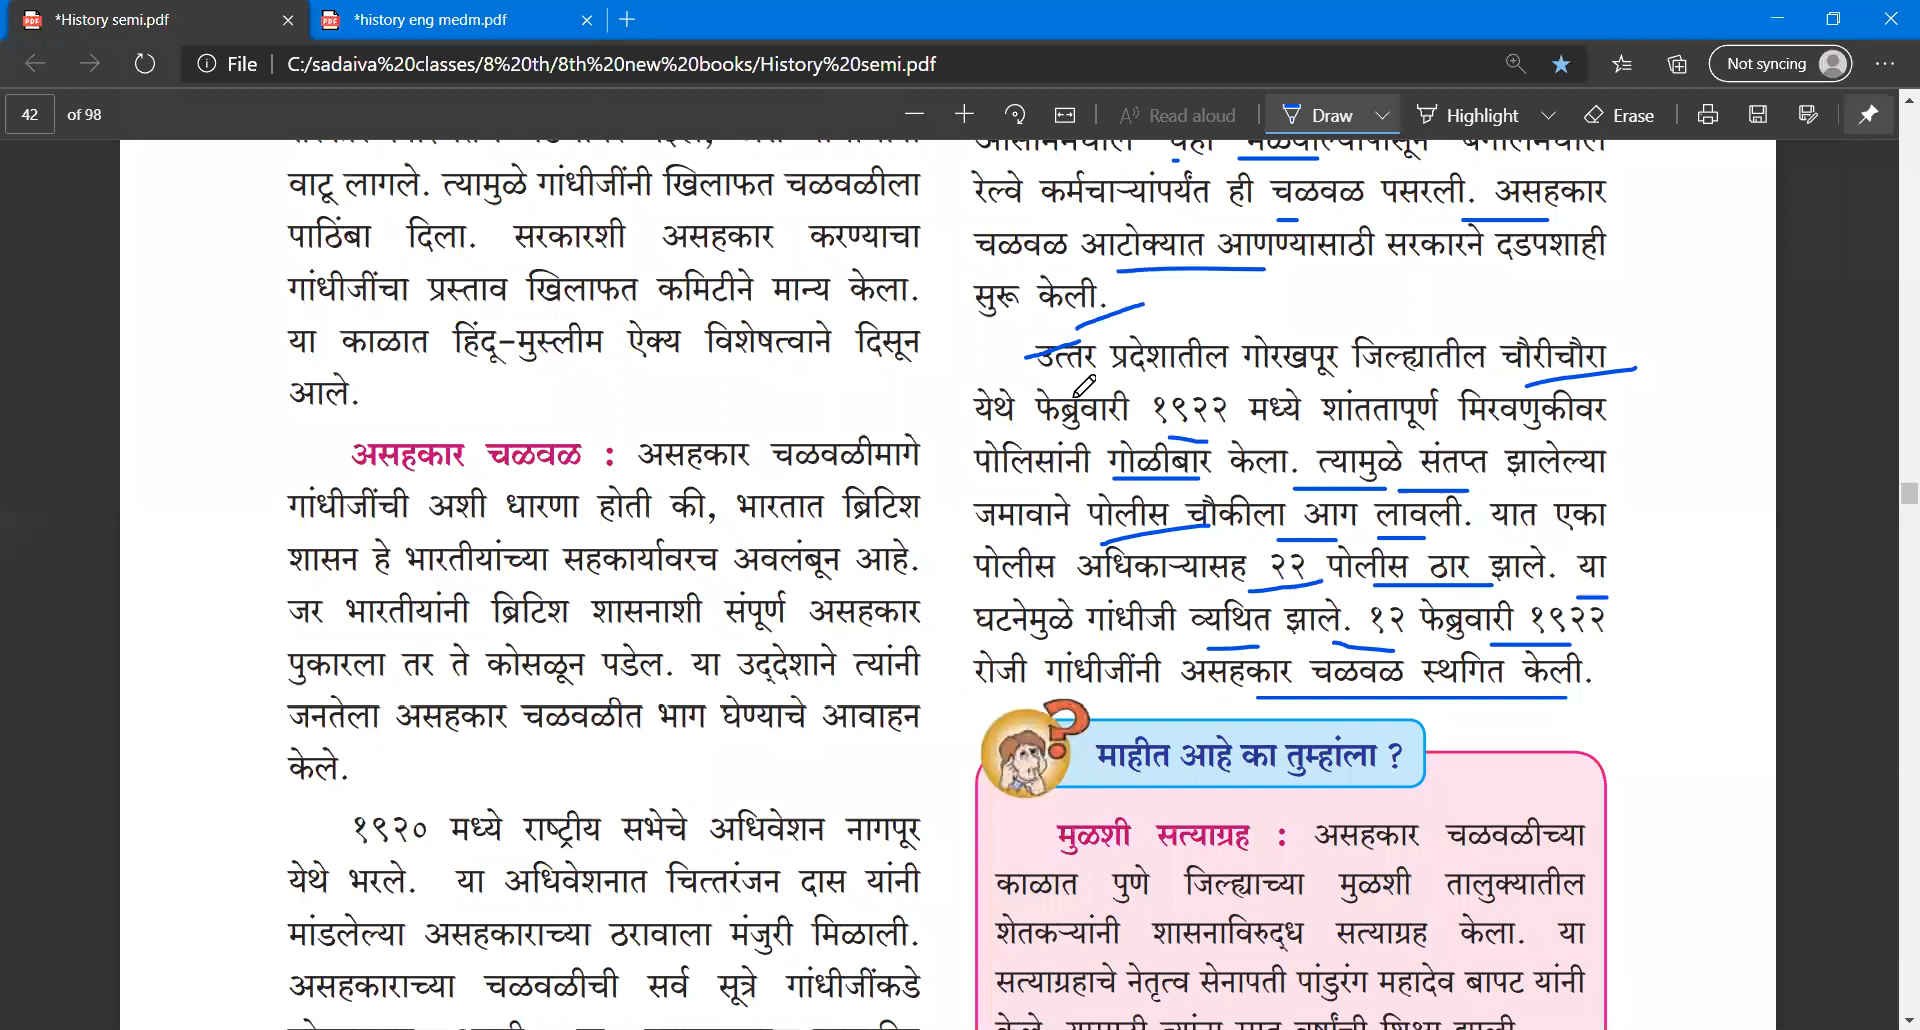 *History semi.pdf
*history eng medm.pdf
File
C:/sadaiva%20classes/8%20th/8th%20new%20books/History%20semi.pdf
Not syncing
42 of 98
Read aloud
Draw
Highlight
Erase
वाटू लागले. त्यामुळे गांधीजींनी खिलाफत चळवळीला
पाठिंबा दिला. सरकारशी असहकार करण्याचा
गांधीजींचा प्रस्ताव खिलाफत कमिटीने मान्य केला.
या काळात हिंदू-मुस्लीम ऐक्य विशेषत्वाने दिसून
आले.
असहकार चळवळ : असहकार चळवळीमागे
गांधीजींची अशी धारणा होती की, भारतात ब्रिटिश
शासन हे भारतीयांच्या सहकार्यावरच अवलंबून आहे.
जर भारतीयांनी ब्रिटिश शासनाशी संपूर्ण असहकार
पुकारला तर ते कोसळून पडेल. या उद्देशाने त्यांनी
जनतेला असहकार चळवळीत भाग घेण्याचे आवाहन
केले.
१९२० मध्ये राष्ट्रीय सभेचे अधिवेशन नागपूर
येथे भरले. या अधिवेशनात चित्तरंजन दास यांनी
मांडलेल्या असहकाराच्या ठरावाला मंजुरी मिळाली.
असहकाराच्या चळवळीची सर्व सूत्रे गांधीजींकडे
रेल्वे कर्मचाऱ्यांपर्यंत ही चळवळ पसरली. असहकार
चळवळ आटोक्यात आणण्यासाठी सरकारने दडपशाही
सुरू केली.
उत्तर प्रदेशातील गोरखपूर जिल्ह्यातील चौरीचौरा
येथे फेब्रुवारी १९२२ मध्ये शांततापूर्ण मिरवणुकीवर
पोलिसांनी गोळीबार केला. त्यामुळे संतप्त झालेल्या
जमावाने पोलीस चौकीला आग लावली. यात एका
पोलीस अधिकाऱ्यासह २२ पोलीस ठार झाले. या
घटनेमुळे गांधीजी व्यथित झाले. १२ फेब्रुवारी १९२२
रोजी गांधीजींनी असहकार चळवळ स्थगित केली.
माहीत आहे का तुम्हांला ?
मुळशी सत्याग्रह : असहकार चळवळीच्या
काळात पुणे जिल्ह्याच्या मुळशी तालुक्यातील
शेतकऱ्यांनी शासनाविरुद्ध सत्याग्रह केला. या
सत्याग्रहाचे नेतृत्व सेनापती पांडुरंग महादेव बापट यांनी